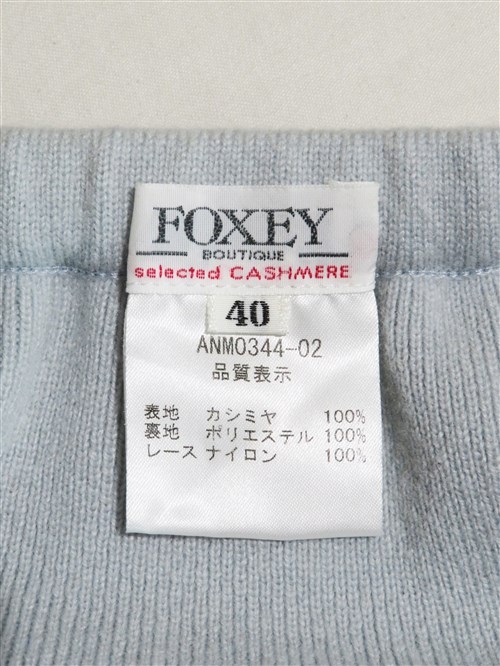 FOXEY
BOUTIQUE
selected CASHMERE
40
ANM0344-02
品質表示
表地 カシミヤ 100%
裏地 ポリエステル 100%
レース ナイロン 100%